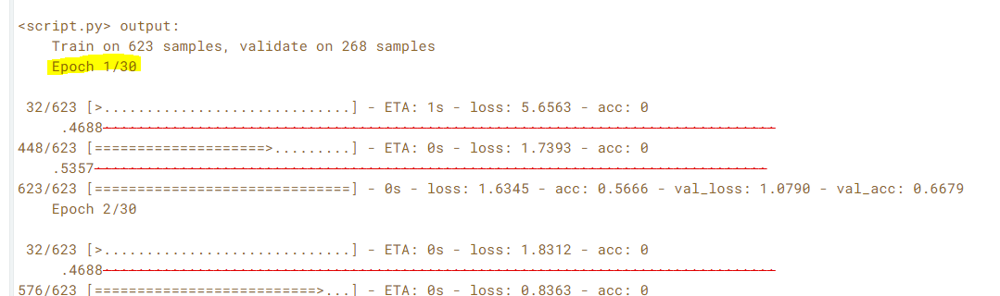 <script.py> output:
Train on 623 samples, validate on 268 samples
Epoch 1/30
32/623 [>.............................] - ETA: 1s - loss: 5.6563 - acc: 0
.4688
448/623 [====================>.........] - ETA: 0s - loss: 1.7393 - acc: 0
.5357
623/623 [==============================] - 0s - loss: 1.6345 - acc: 0.5666 - val_loss: 1.0790 - val_acc: 0.6679
Epoch 2/30
32/623 [>.............................] - ETA: 0s - loss: 1.8312 - acc: 0
.4688
576/623 [==========================>...] - ETA: 0s - loss: 0.8363 - acc: 0